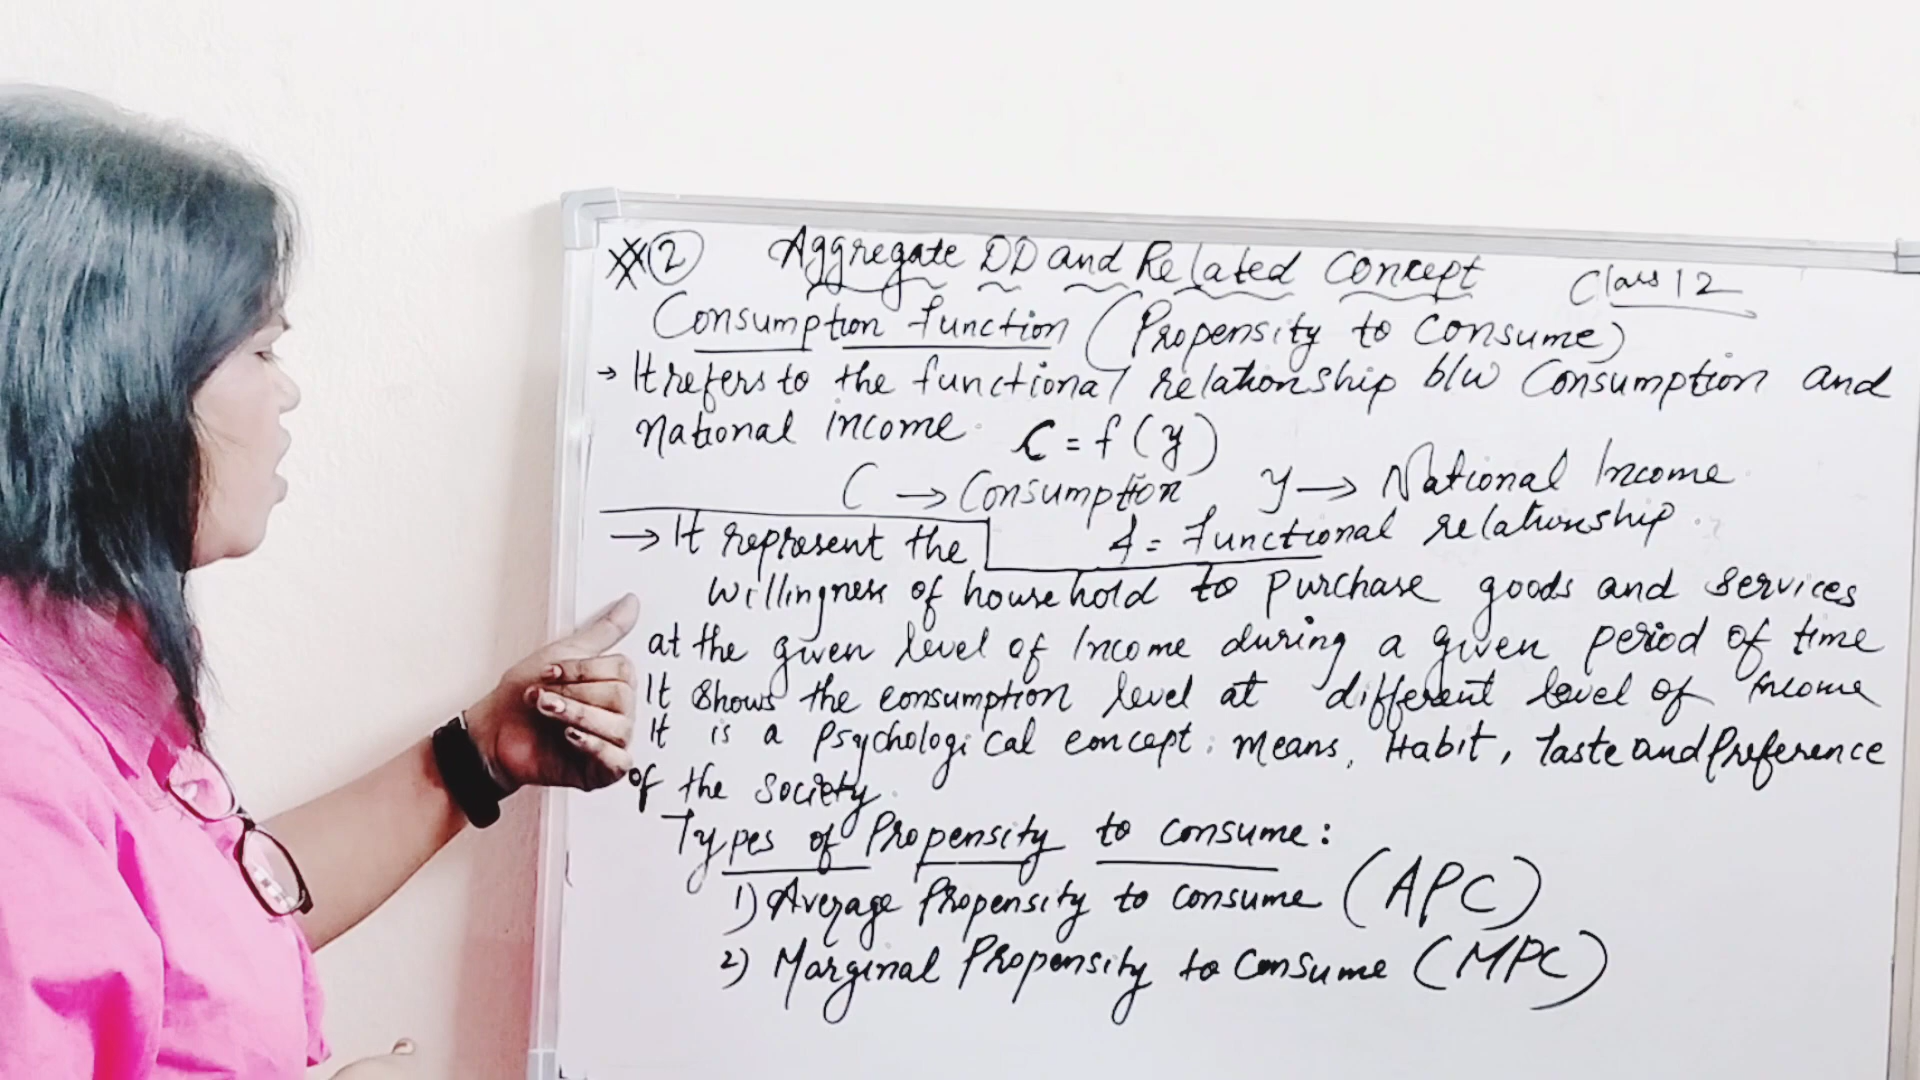 ② Aggregate DD and Related Concept Class 12
Consumption function (Propensity to consume)
→ It refers to the functional relationship b/w Consumption and
national income. C = f (y)
C → Consumption y → National Income
→ It represent the f = functional relationship.
willingness of household to purchase goods and services
at the given level of Income during a given period of time
It shows the consumption level at different level of income
It is a Psychological concept: means, Habit, Taste and Preference
of the society.
Types of Propensity to consume:
1) Average Propensity to consume (APC)
2) Marginal Propensity to Consume (MPC)